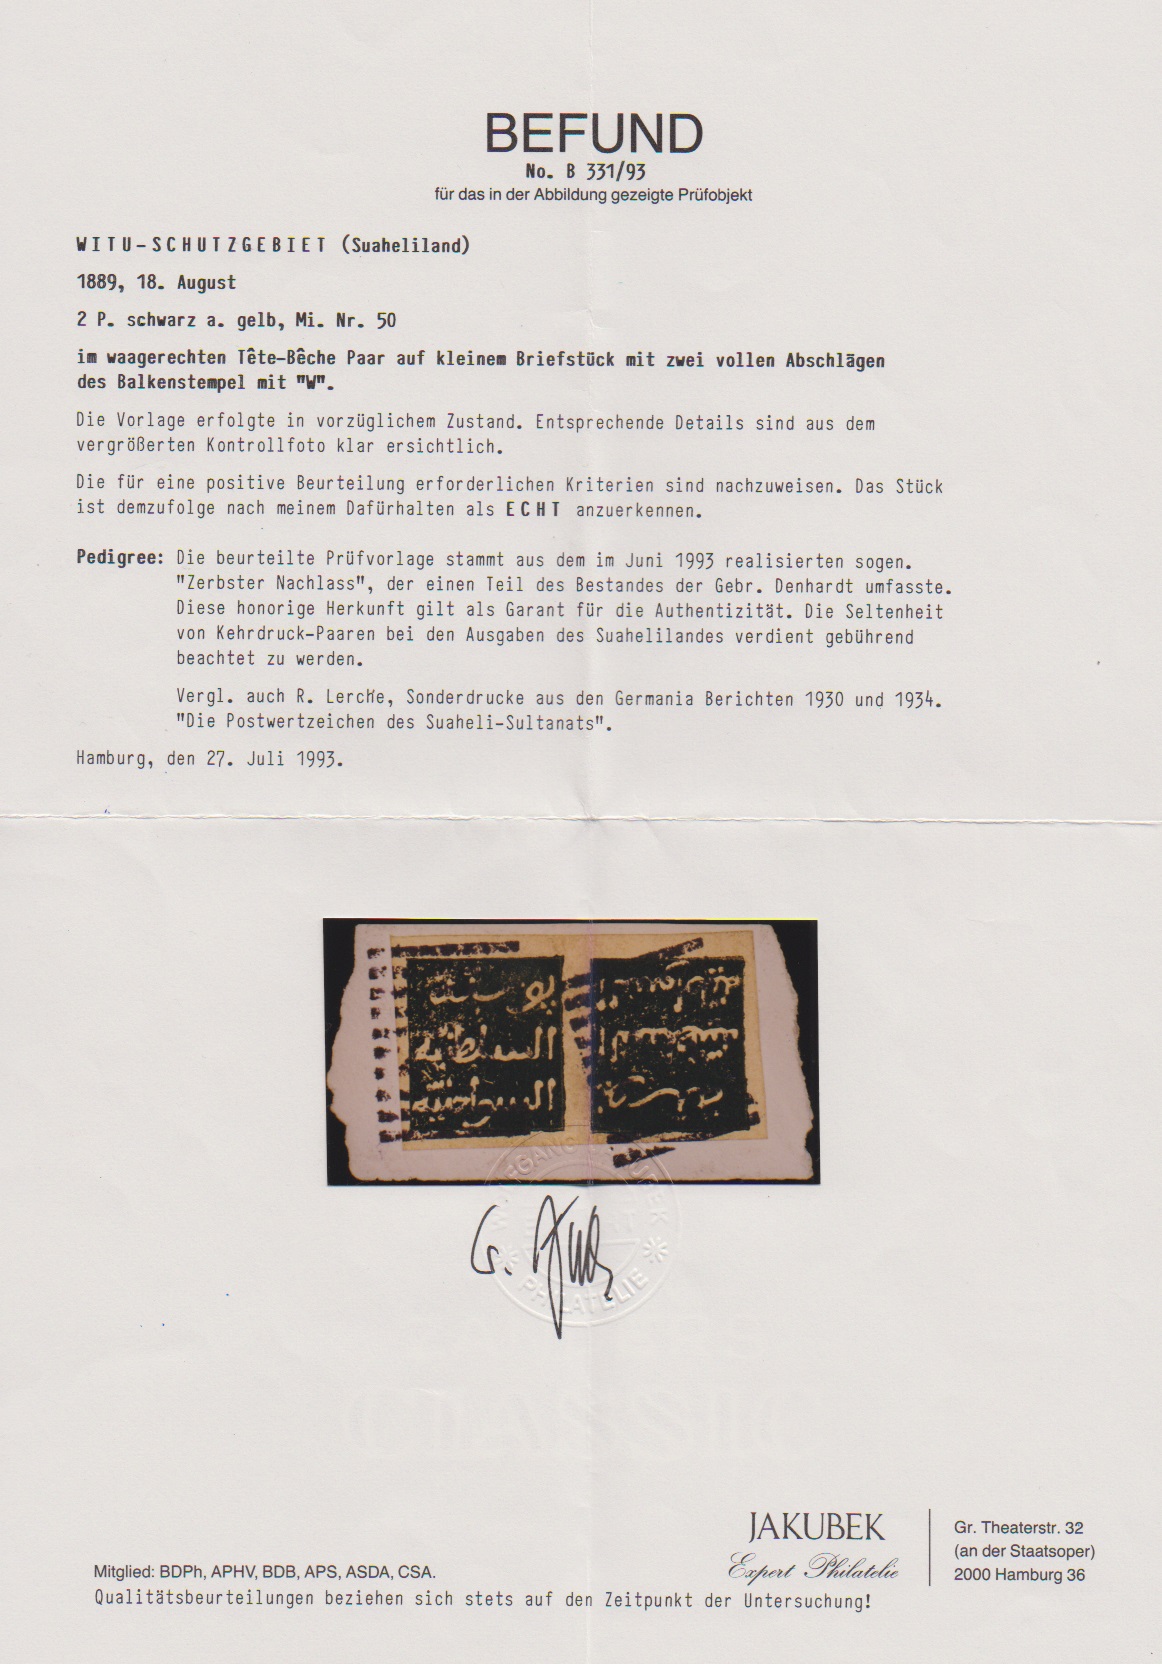 BEFUND
No. B 331/93
für das in der Abbildung gezeigte Prüfobjekt
WITU-SCHUTZGEBIET (Suaheliland)
1889, 18. August
2 P. schwarz a. gelb, Mi. Nr. 50
im waagerechten Tête-Bêche Paar auf kleinem Briefstück mit zwei vollen Abschlägen
des Balkenstempel mit "W".
Die Vorlage erfolgte in vorzüglichem Zustand. Entsprechende Details sind aus dem
vergrößerten Kontrollfoto klar ersichtlich.
Die für eine positive Beurteilung erforderlichen Kriterien sind nachzuweisen. Das Stück
ist demzufolge nach meinem Dafürhalten als ECHT anzuerkennen.
Pedigree: Die beurteilte Prüfvorlage stammt aus dem im Juni 1993 realisierten sogen.
"Zerbster Nachlass", der einen Teil des Bestandes der Gebr. Denhardt umfasste.
Diese honorige Herkunft gilt als Garant für die Authentizität. Die Seltenheit
von Kehrdruck-Paaren bei den Ausgaben des Suahelilandes verdient gebührend
beachtet zu werden.
Vergl. auch R. Lercke, Sonderdrucke aus den Germania Berichten 1930 und 1934.
"Die Postwertzeichen des Suaheli-Sultanats".
Hamburg, den 27. Juli 1993.
السلطانية
السواحلية
PHILATELIE
JAKUBEK
Expert Philatelie
Gr. Theaterstr. 32
(an der Staatsoper)
2000 Hamburg 36
Mitglied: BDPh, APHV, BDB, APS, ASDA, CSA.
Qualitätsbeurteilungen beziehen sich stets auf den Zeitpunkt der Untersuchung!